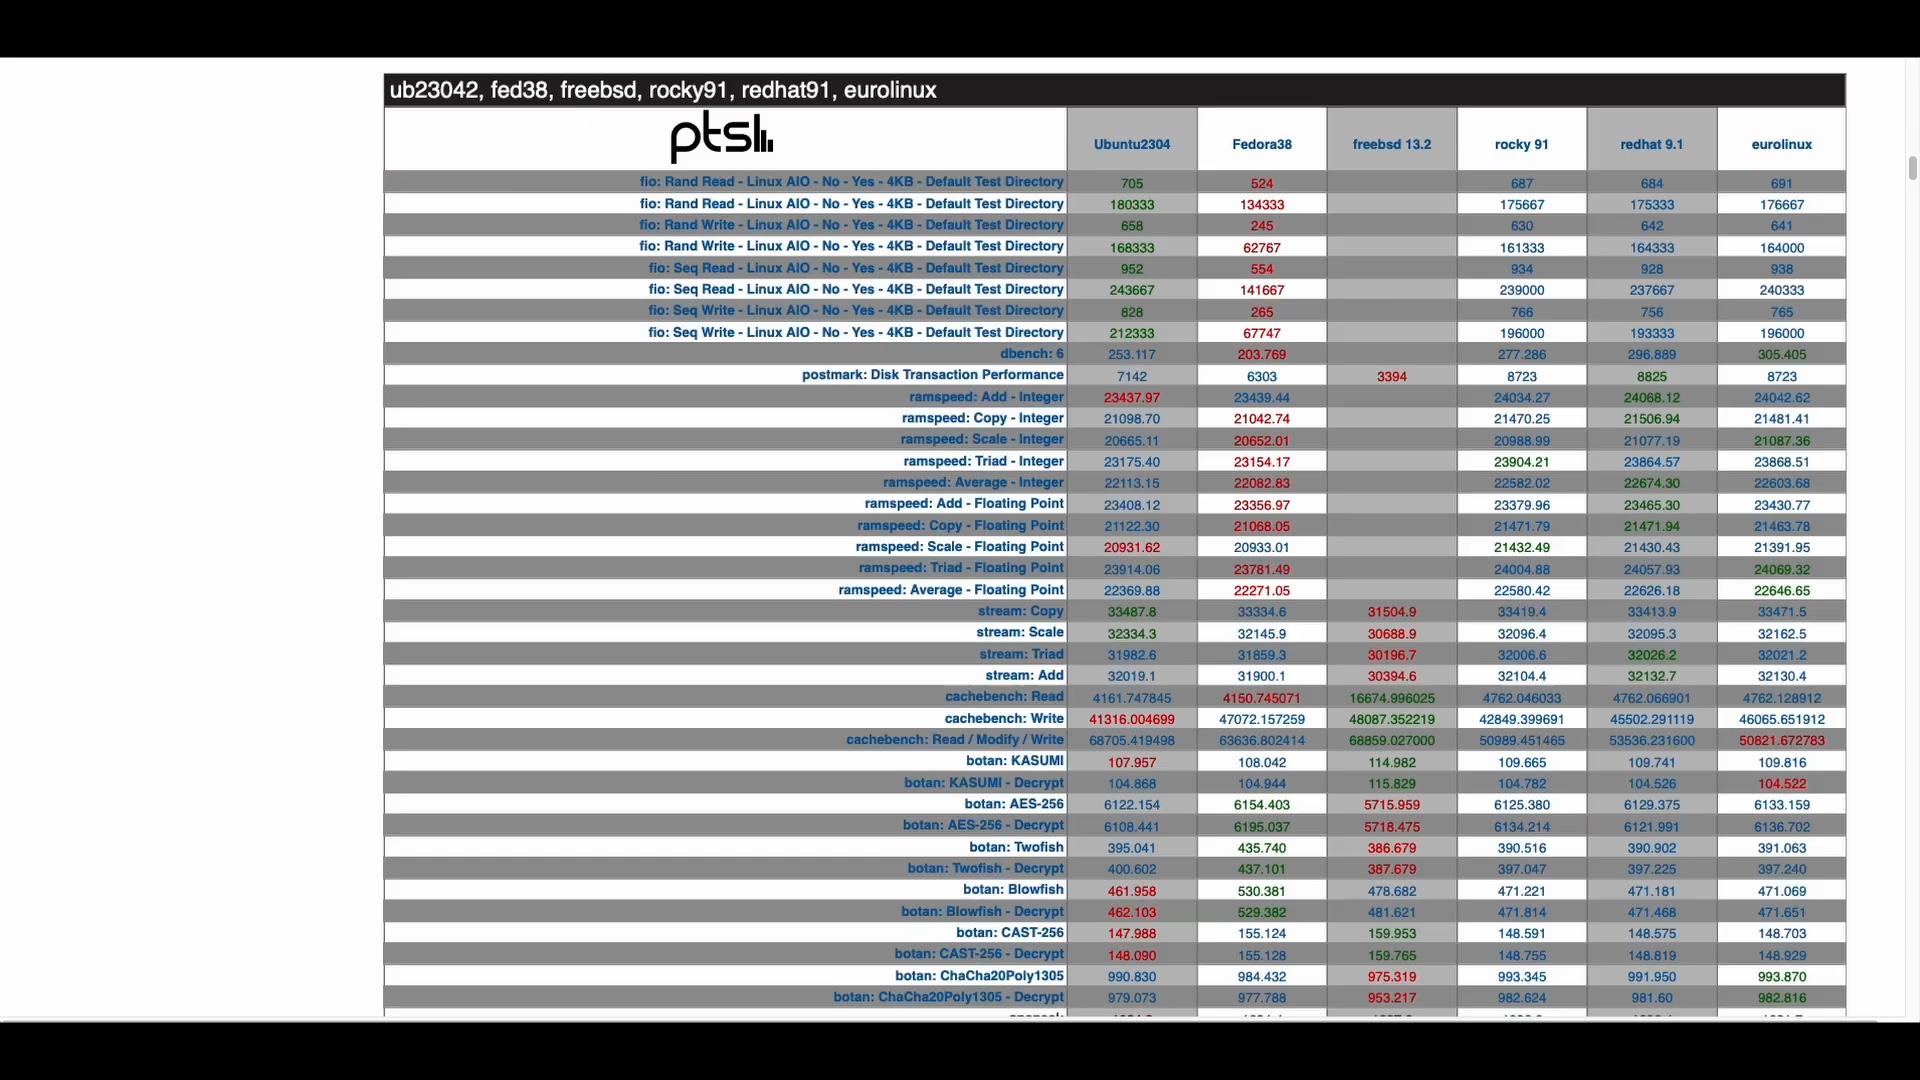 ub23042, fed38, freebsd, rocky91, redhat91, eurolinux
ptsl Ubuntu2304 Fedora38 freebsd 13.2 rocky 91 redhat 9.1 eurolinux
fio: Rand Read - Linux AIO - No - Yes - 4KB - Default Test Directory 705 524 687 684 691
fio: Rand Read - Linux AIO - No - Yes - 4KB - Default Test Directory 180333 134333 175667 175333 176667
fio: Rand Write - Linux AIO - No - Yes - 4KB - Default Test Directory 658 245 630 642 641
fio: Rand Write - Linux AIO - No - Yes - 4KB - Default Test Directory 168333 62767 161333 164333 164000
fio: Seq Read - Linux AIO - No - Yes - 4KB - Default Test Directory 952 554 934 928 938
fio: Seq Read - Linux AIO - No - Yes - 4KB - Default Test Directory 243667 141667 239000 237667 240333
fio: Seq Write - Linux AIO - No - Yes - 4KB - Default Test Directory 828 265 766 756 765
fio: Seq Write - Linux AIO - No - Yes - 4KB - Default Test Directory 212333 67747 196000 193333 196000
dbench: 6 253.117 203.769 277.286 296.889 305.405
postmark: Disk Transaction Performance 7142 6303 3394 8723 8825 8723
ramspeed: Add - Integer 23437.97 23439.44 24034.27 24068.12 24042.62
ramspeed: Copy - Integer 21098.70 21042.74 21470.25 21506.94 21481.41
ramspeed: Scale - Integer 20665.11 20652.01 20988.99 21077.19 21087.36
ramspeed: Triad - Integer 23175.40 23154.17 23904.21 23864.57 23868.51
ramspeed: Average - Integer 22113.15 22082.83 22582.02 22674.30 22603.68
ramspeed: Add - Floating Point 23408.12 23356.97 23379.96 23465.30 23430.77
ramspeed: Copy - Floating Point 21122.30 21068.05 21471.79 21471.94 21463.78
ramspeed: Scale - Floating Point 20931.62 20933.01 21432.49 21430.43 21391.95
ramspeed: Triad - Floating Point 23914.06 23781.49 24004.88 24057.93 24069.32
ramspeed: Average - Floating Point 22369.88 22271.05 22580.42 22626.18 22646.65
stream: Copy 33487.8 33334.6 31504.9 33419.4 33413.9 33471.5
stream: Scale 32334.3 32145.9 30688.9 32096.4 32095.3 32162.5
stream: Triad 31982.6 31859.3 30196.7 32006.6 32026.2 32021.2
stream: Add 32019.1 31900.1 30394.6 32104.4 32132.7 32130.4
cachebench: Read 4161.747845 4150.745071 16674.996025 4762.046033 4762.066901 4762.128912
cachebench: Write 41316.004699 47072.157259 48087.352219 42849.399691 45502.291119 46065.651912
cachebench: Read / Modify / Write 68705.419498 63636.802414 68859.027000 50989.451465 53536.231600 50821.672783
botan: KASUMI 107.957 108.042 114.982 109.665 109.741 109.816
botan: KASUMI - Decrypt 104.868 104.944 115.829 104.782 104.526 104.522
botan: AES-256 6122.154 6154.403 5715.959 6125.380 6129.375 6133.159
botan: AES-256 - Decrypt 6108.441 6195.037 5718.475 6134.214 6121.991 6136.702
botan: Twofish 395.041 435.740 386.679 390.516 390.902 391.063
botan: Twofish - Decrypt 400.602 437.101 387.679 397.047 397.225 397.240
botan: Blowfish 461.958 530.381 478.682 471.221 471.181 471.069
botan: Blowfish - Decrypt 462.103 529.382 481.621 471.814 471.468 471.651
botan: CAST-256 147.988 155.124 159.953 148.591 148.575 148.703
botan: CAST-256 - Decrypt 148.090 155.128 159.765 148.755 148.819 148.929
botan: ChaCha20Poly1305 990.830 984.432 975.319 993.345 991.950 993.870
botan: ChaCha20Poly1305 - Decrypt 979.073 977.788 953.217 982.624 981.60 982.816